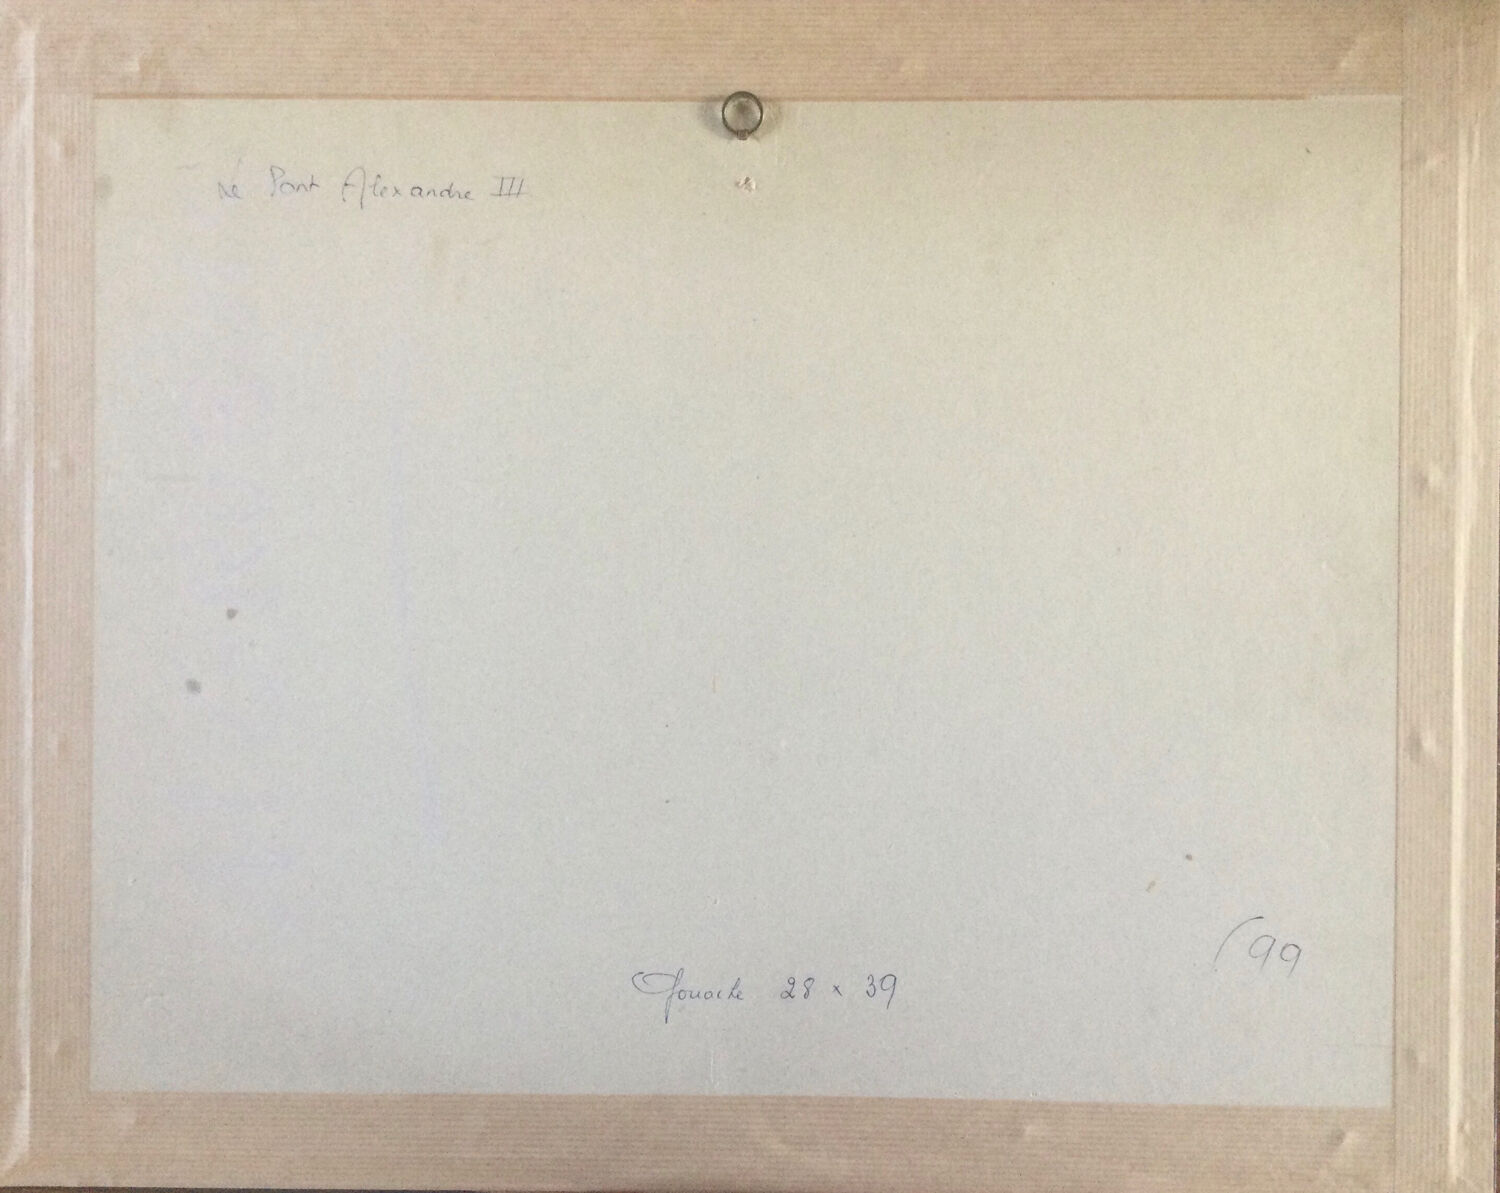 Le Pont Alexandre III
99
Gouache 28 x 39